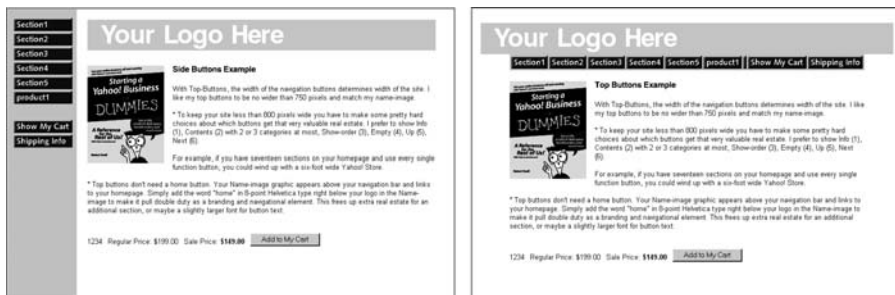 Section1
Section2
Section3
Section4
Section5
product1
Show My Cart
Shipping Info
Your Logo Here
Starting a
Yahoo! Business
FOR
DUMMIES
A Reference
for the
Rest of Us!
Side Buttons Example
With Top-Buttons, the width of the navigation buttons determines width of the site. I
like my top buttons to be no wider than 750 pixels and match my name-image.
* To keep your site less than 800 pixels wide you have to make some pretty hard
choices about which buttons get that very valuable real estate. I prefer to show Info
(1), Contents (2) with 2 or 3 categories at most, Show-order (3), Empty (4), Up (5),
Next (6).
For example, if you have seventeen sections on your homepage and use every single
function button, you could wind up with a six-foot wide Yahoo! Store.
* Top buttons don't need a home button. Your Name-image graphic appears above your navigation bar and links
to your homepage. Simply add the word "home" in 8-point Helvetica type right below your logo in the Name-
image to make it pull double duty as a branding and navigational element. This frees up extra real estate for an
additional section, or maybe a slightly larger font for button text.
1234 Regular Price: $199.00 Sale Price: $149.00 Add to My Cart
Your Logo Here
Section1 Section2 Section3 Section4 Section5 product1 Show My Cart Shipping Info
Starting a
Yahoo! Business
FOR
DUMMIES
A Reference
for the
Rest of Us!
Top Buttons Example
With Top-Buttons, the width of the navigation buttons determines width of the site. I
like my top buttons to be no wider than 750 pixels and match my name-image.
* To keep your site less than 800 pixels wide you have to make some pretty hard
choices about which buttons get that very valuable real estate. I prefer to show Info
(1), Contents (2) with 2 or 3 categories at most, Show-order (3), Empty (4), Up (5),
Next (6).
For example, if you have seventeen sections on your homepage and use every single
function button, you could wind up with a six-foot wide Yahoo! Store.
* Top buttons don't need a home button. Your Name-image graphic appears above your navigation bar and links to
your homepage. Simply add the word "home" in 8-point Helvetica type right below your logo in the Name-image
to make it pull double duty as a branding and navigational element. This frees up extra real estate for an additional
section, or maybe a slightly larger font for button text.
1234 Regular Price: $199.00 Sale Price: $149.00 Add to My Cart